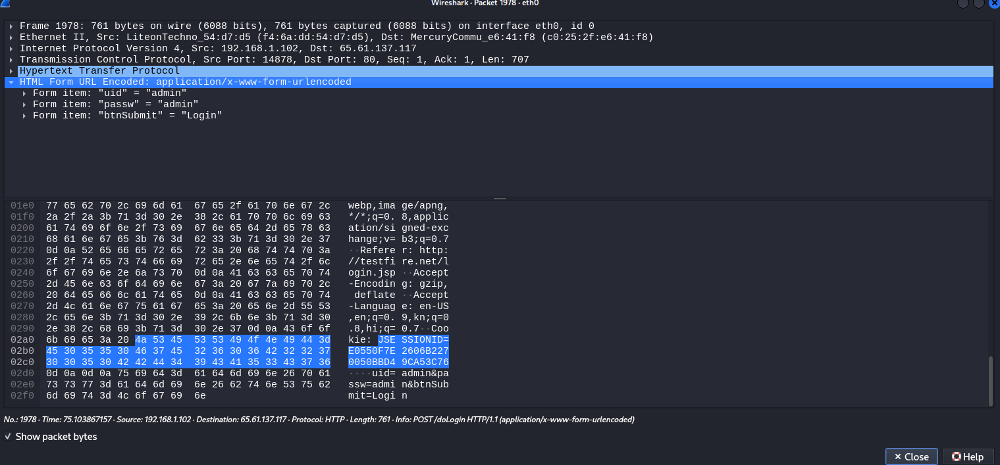 Wireshark · Packet 1978 · eth0
Frame 1978: 761 bytes on wire (6088 bits), 761 bytes captured (6088 bits) on interface eth0, id 0
Ethernet II, Src: LiteonTechno_54:d7:d5 (f4:6a:dd:54:d7:d5), Dst: MercuryCommu_e6:41:f8 (c0:25:2f:e6:41:f8)
Internet Protocol Version 4, Src: 192.168.1.102, Dst: 65.61.137.117
Transmission Control Protocol, Src Port: 14878, Dst Port: 80, Seq: 1, Ack: 1, Len: 707
Hypertext Transfer Protocol
HTML Form URL Encoded: application/x-www-form-urlencoded
Form item: "uid" = "admin"
Form item: "passw" = "admin"
Form item: "btnSubmit" = "Login"
01e0 77 65 62 70 2c 69 6d 61 67 65 2f 61 70 6e 67 2c webp,ima ge/apng,
01f0 2a 2f 2a 3b 71 3d 30 2e 38 2c 61 70 70 6c 69 63 */*;q=0. 8,applic
0200 61 74 69 6f 6e 2f 73 69 67 6e 65 64 2d 65 78 63 ation/si gned-exc
0210 68 61 6e 67 65 3b 76 3d 62 33 3b 71 3d 30 2e 37 hange;v= b3;q=0.7
0220 0d 0a 52 65 66 65 72 65 72 3a 20 68 74 74 70 3a ··Refere r: http:
0230 2f 2f 74 65 73 74 66 69 72 65 2e 6e 65 74 2f 6c //testfi re.net/l
0240 6f 67 69 6e 2e 6a 73 70 0d 0a 41 63 63 65 70 74 ogin.jsp ··Accept
0250 2d 45 6e 63 6f 64 69 6e 67 3a 20 67 7a 69 70 2c -Encodin g: gzip,
0260 20 64 65 66 6c 61 74 65 0d 0a 41 63 63 65 70 74 deflate ··Accept
0270 2d 4c 61 6e 67 75 61 67 65 3a 20 65 6e 2d 55 53 -Languag e: en-US
0280 2c 65 6e 3b 71 3d 30 2e 39 2c 6b 6e 3b 71 3d 30 ,en;q=0. 9,kn;q=0
0290 2e 38 2c 68 69 3b 71 3d 30 2e 37 0d 0a 43 6f 6f .8,hi;q= 0.7··Coo
02a0 6b 69 65 3a 20 4a 53 45 53 53 49 4f 4e 49 44 3d kie: JSE SSIONID=
02b0 45 30 35 35 30 46 37 45 32 36 30 36 42 32 32 37 E0550F7E 2606B227
02c0 30 30 35 30 42 42 44 34 39 43 41 35 33 43 37 36 0050BBD4 9CA53C76
02d0 0d 0a 0d 0a 75 69 64 3d 61 64 6d 69 6e 26 70 61 ····uid= admin&pa
02e0 73 73 77 3d 61 64 6d 69 6e 26 62 74 6e 53 75 62 ssw=admi n&btnSub
02f0 6d 69 74 3d 4c 6f 67 69 6e mit=Logi n
No.: 1978 · Time: 75.103867157 · Source: 192.168.1.102 · Destination: 65.61.137.117 · Protocol: HTTP · Length: 761 · Info: POST /doLogin HTTP/1.1 (application/x-www-form-urlencoded)
Show packet bytes
Close
Help